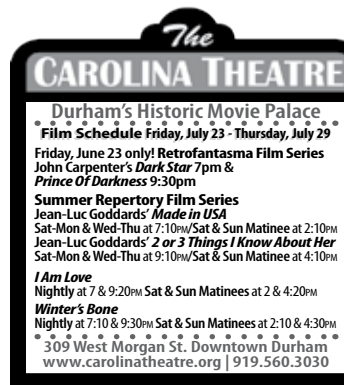 The
CAROLINA THEATRE
Durham's Historic Movie Palace
Film Schedule Friday, July 23 - Thursday, July 29
Friday, June 23 only! Retrofantasma Film Series
John Carpenter's Dark Star 7pm &
Prince Of Darkness 9:30pm
Summer Repertory Film Series
Jean-Luc Goddards' Made in USA
Sat-Mon & Wed-Thu at 7:10PM/Sat & Sun Matinee at 2:10PM
Jean-Luc Goddards' 2 or 3 Things I Know About Her
Sat-Mon & Wed-Thu at 9:10PM/Sat & Sun Matinee at 4:10PM
I Am Love
Nightly at 7 & 9:20PM Sat & Sun Matinees at 2 & 4:20PM
Winter's Bone
Nightly at 7:10 & 9:30PM Sat & Sun Matinees at 2:10 & 4:30PM
309 West Morgan St. Downtown Durham
www.carolinatheatre.org | 919.560.3030